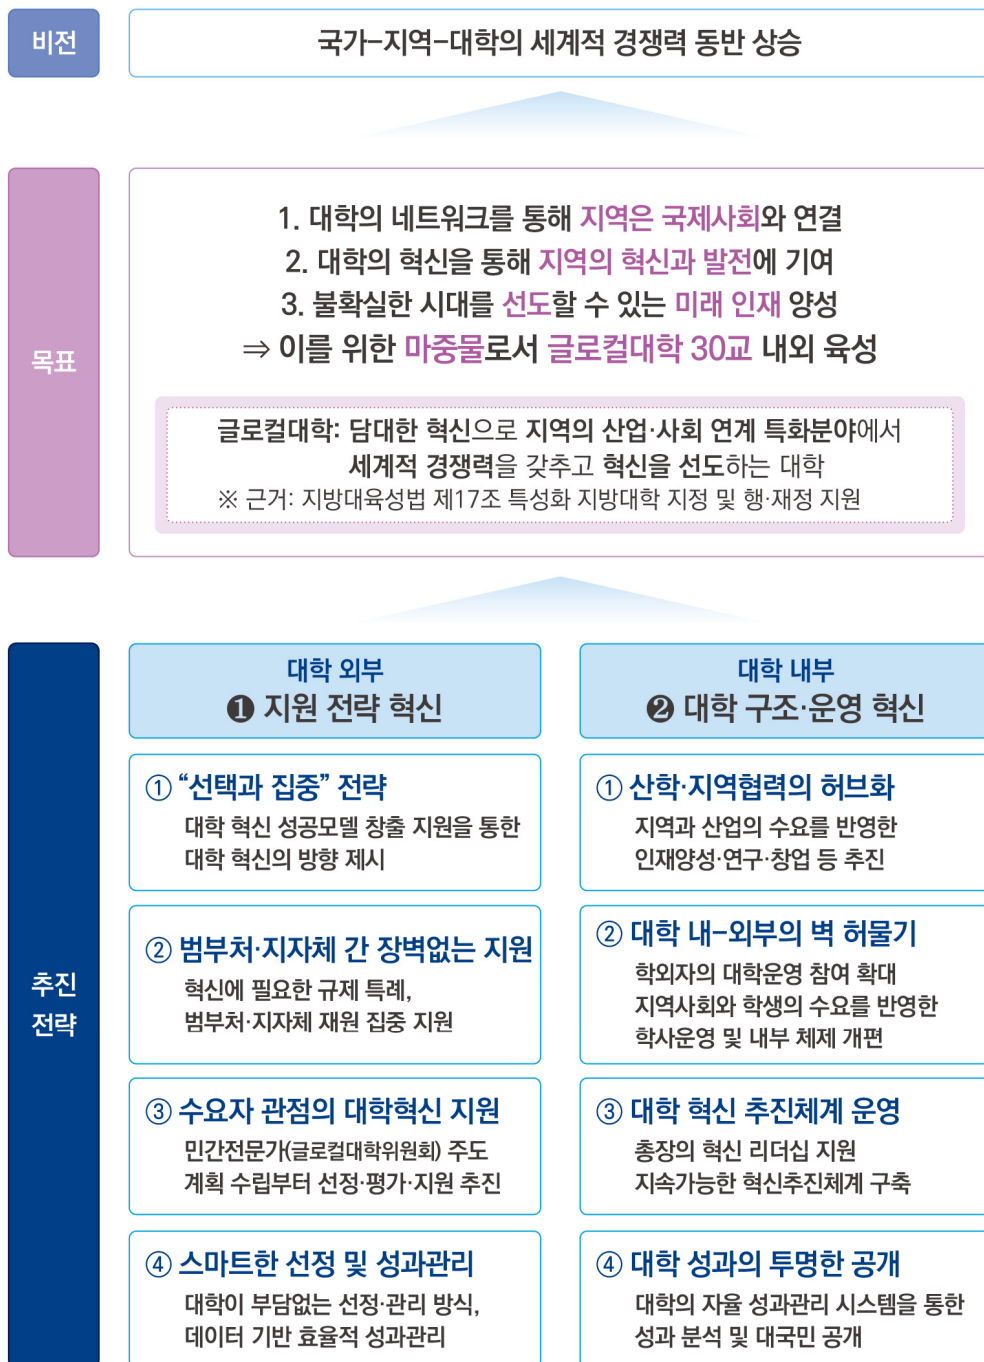 비전
국가-지역-대학의 세계적 경쟁력 동반 상승
목표
1. 대학의 네트워크를 통해 지역은 국제사회와 연결
2. 대학의 혁신을 통해 지역의 혁신과 발전에 기여
3. 불확실한 시대를 선도할 수 있는 미래 인재 양성
⇒ 이를 위한 마중물로서 글로컬대학 30교 내외 육성
글로컬대학: 담대한 혁신으로 지역의 산업·사회 연계 특화분야에서
세계적 경쟁력을 갖추고 혁신을 선도하는 대학
※ 근거: 지방대육성법 제17조 특성화 지방대학 지정 및 행·재정 지원
추진
전략
대학 외부
❶ 지원 전략 혁신
① “선택과 집중” 전략
대학 혁신 성공모델 창출 지원을 통한
대학 혁신의 방향 제시
② 범부처·지자체 간 장벽없는 지원
혁신에 필요한 규제 특례,
범부처·지자체 재원 집중 지원
③ 수요자 관점의 대학혁신 지원
민간전문가(글로컬대학위원회) 주도
계획 수립부터 선정·평가·지원 추진
④ 스마트한 선정 및 성과관리
대학이 부담없는 선정·관리 방식,
데이터 기반 효율적 성과관리
대학 내부
❷ 대학 구조·운영 혁신
① 산학·지역협력의 허브화
지역과 산업의 수요를 반영한
인재양성·연구·창업 등 추진
② 대학 내-외부의 벽 허물기
학외자의 대학운영 참여 확대
지역사회와 학생의 수요를 반영한
학사운영 및 내부 체제 개편
③ 대학 혁신 추진체계 운영
총장의 혁신 리더십 지원
지속가능한 혁신추진체계 구축
④ 대학 성과의 투명한 공개
대학의 자율 성과관리 시스템을 통한
성과 분석 및 대국민 공개